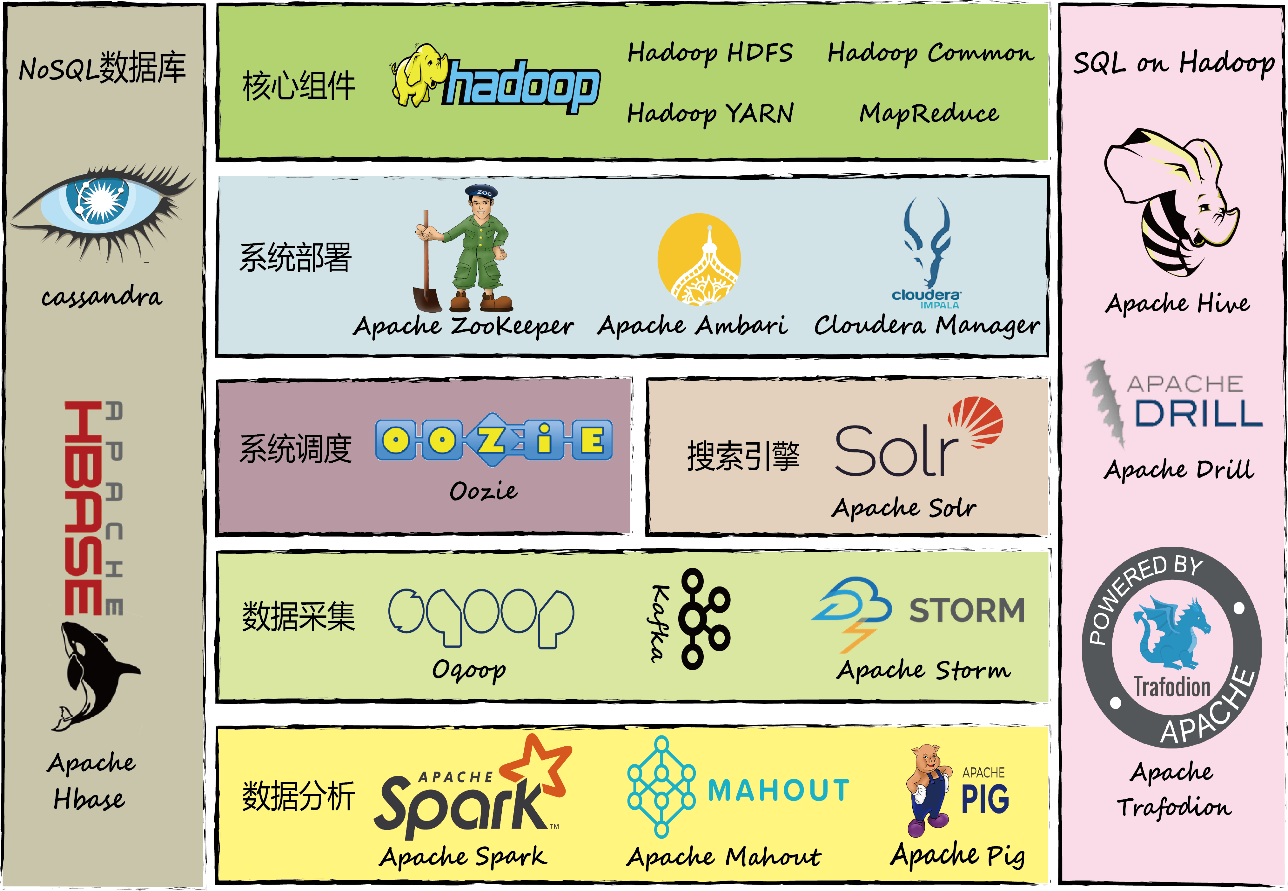 NoSQL数据库
cassandra
APACHE
HBASE
Apache
Hbase
核心组件
hadoop
Hadoop HDFS
Hadoop Common
Hadoop YARN
MapReduce
系统部署
ZOO
Apache ZooKeeper
Apache Ambari
cloudera
IMPALA
Cloudera Manager
系统调度
OOZiE
Oozie
搜索引擎
Solr
Apache Solr
数据采集
sqoop
Oqoop
Kafka
STORM
Apache Storm
数据分析
APACHE
Spark™
Apache Spark
MAHOUT
Apache Mahout
APACHE
PIG
Apache Pig
SQL on Hadoop
Apache Hive
APACHE
DRILL
Apache Drill
POWERED BY
Trafodion
APACHE
Apache
Trafodion